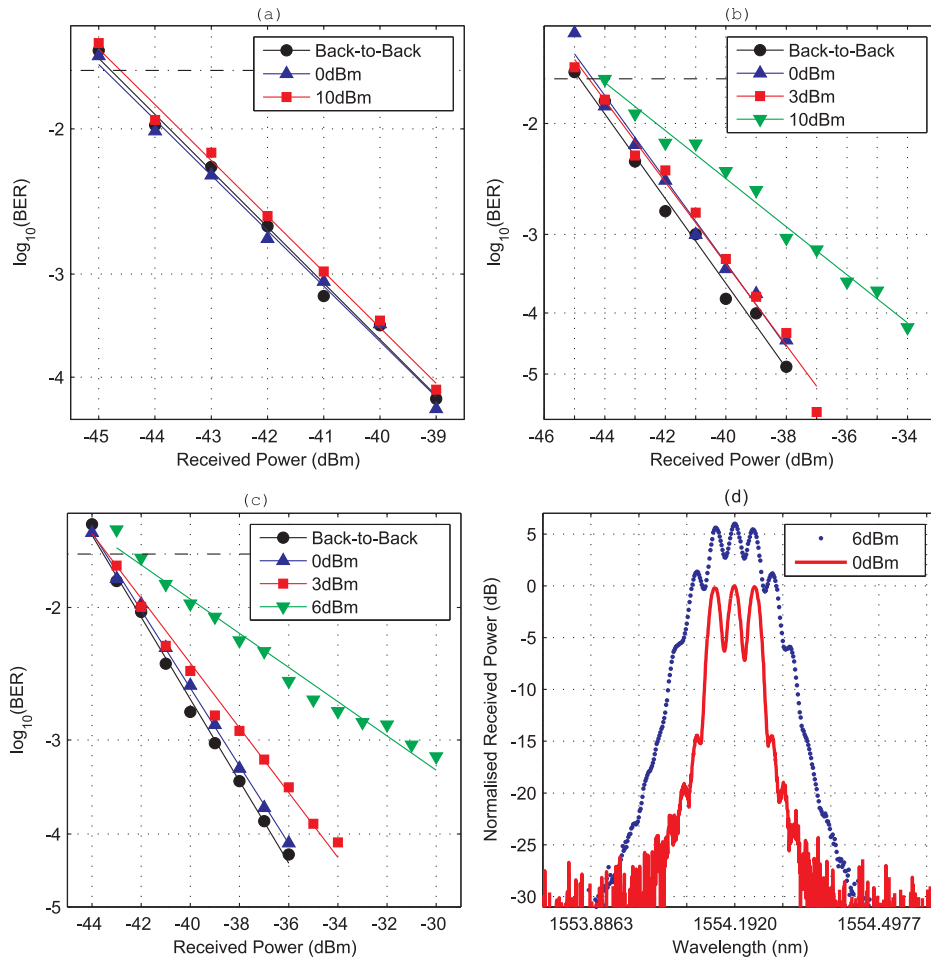 (a)
Back-to-Back
0dBm
10dBm
-2
-3
-4
log10(BER)
-45 -44 -43 -42 -41 -40 -39
Received Power (dBm)
(b)
Back-to-Back
0dBm
3dBm
10dBm
-2
-3
-4
-5
log10(BER)
-46 -44 -42 -40 -38 -36 -34
Received Power (dBm)
(c)
Back-to-Back
0dBm
3dBm
6dBm
-2
-3
-4
-5
log10(BER)
-44 -42 -40 -38 -36 -34 -32 -30
Received Power (dBm)
(d)
6dBm
0dBm
5
0
-5
-10
-15
-20
-25
-30
Normalised Received Power (dB)
1553.8863 1554.1920 1554.4977
Wavelength (nm)